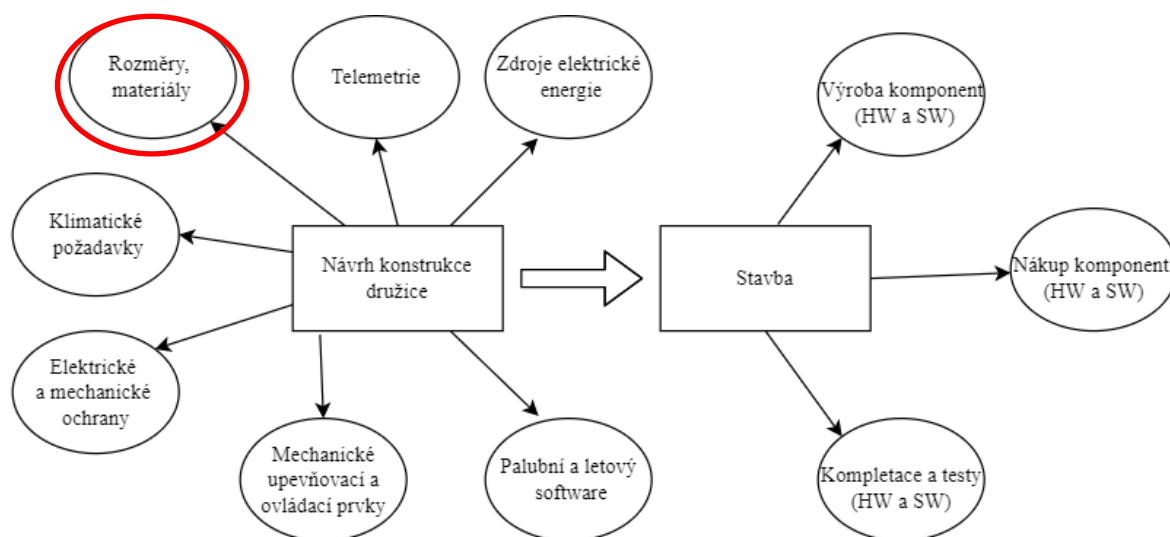 Rozměry,
materiály
Telemetrie
Zdroje elektrické
energie
Výroba komponent
(HW a SW)
Klimatické
požadavky
Návrh konstrukce
družice
Stavba
Nákup komponent
(HW a SW)
Elektrické
a mechanické
ochrany
Mechanické
upevňovací a
ovládací prvky
Palubní a letový
software
Kompletace a testy
(HW a SW)